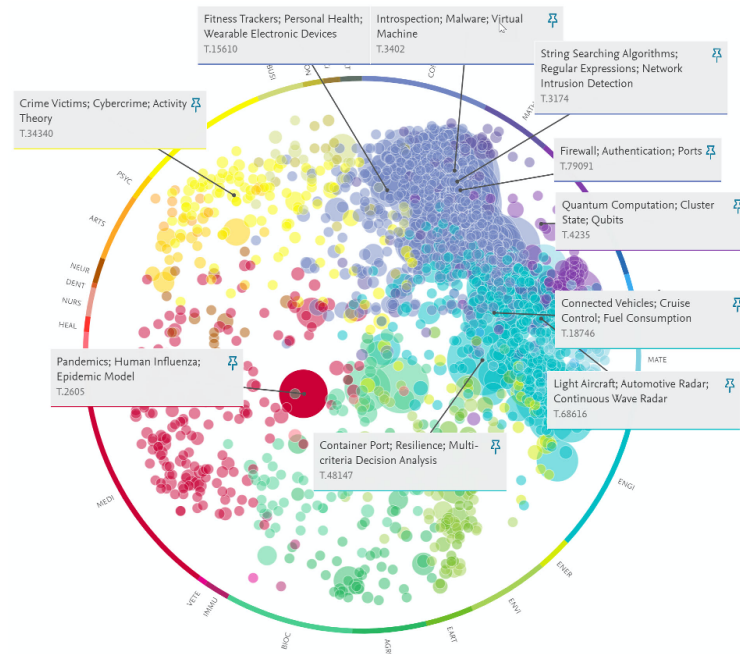 Fitness Trackers; Personal Health;
Wearable Electronic Devices
T.15610
Introspection; Malware; Virtual
Machine
T.3402
String Searching Algorithms;
Regular Expressions; Network
Intrusion Detection
T.3174
Crime Victims; Cybercrime; Activity
Theory
T.34340
Firewall; Authentication; Ports
T.79091
Quantum Computation; Cluster
State; Qubits
T.4235
Connected Vehicles; Cruise
Control; Fuel Consumption
T.18746
Light Aircraft; Automotive Radar;
Continuous Wave Radar
T.68616
Pandemics; Human Influenza;
Epidemic Model
T.2605
Container Port; Resilience; Multi-
criteria Decision Analysis
T.48147
BUSI
PSYC
ARTS
NEUR
DENT
NURS
HEAL
MEDI
VETE
IMMU
BIOC
EART
ENVI
ENER
ENGI
MATE